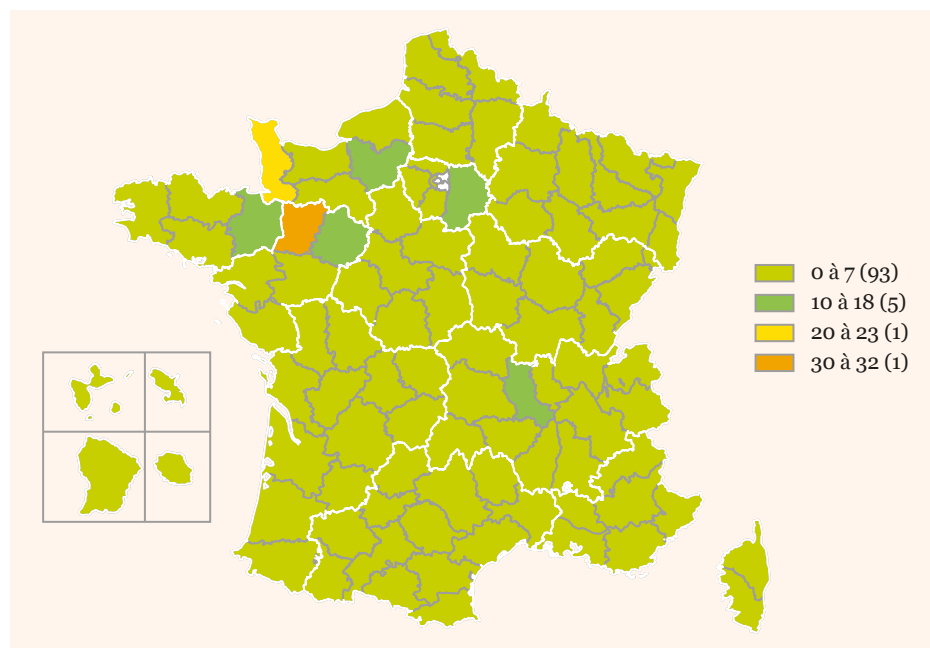 0 à 7 (93)
10 à 18 (5)
20 à 23 (1)
30 à 32 (1)